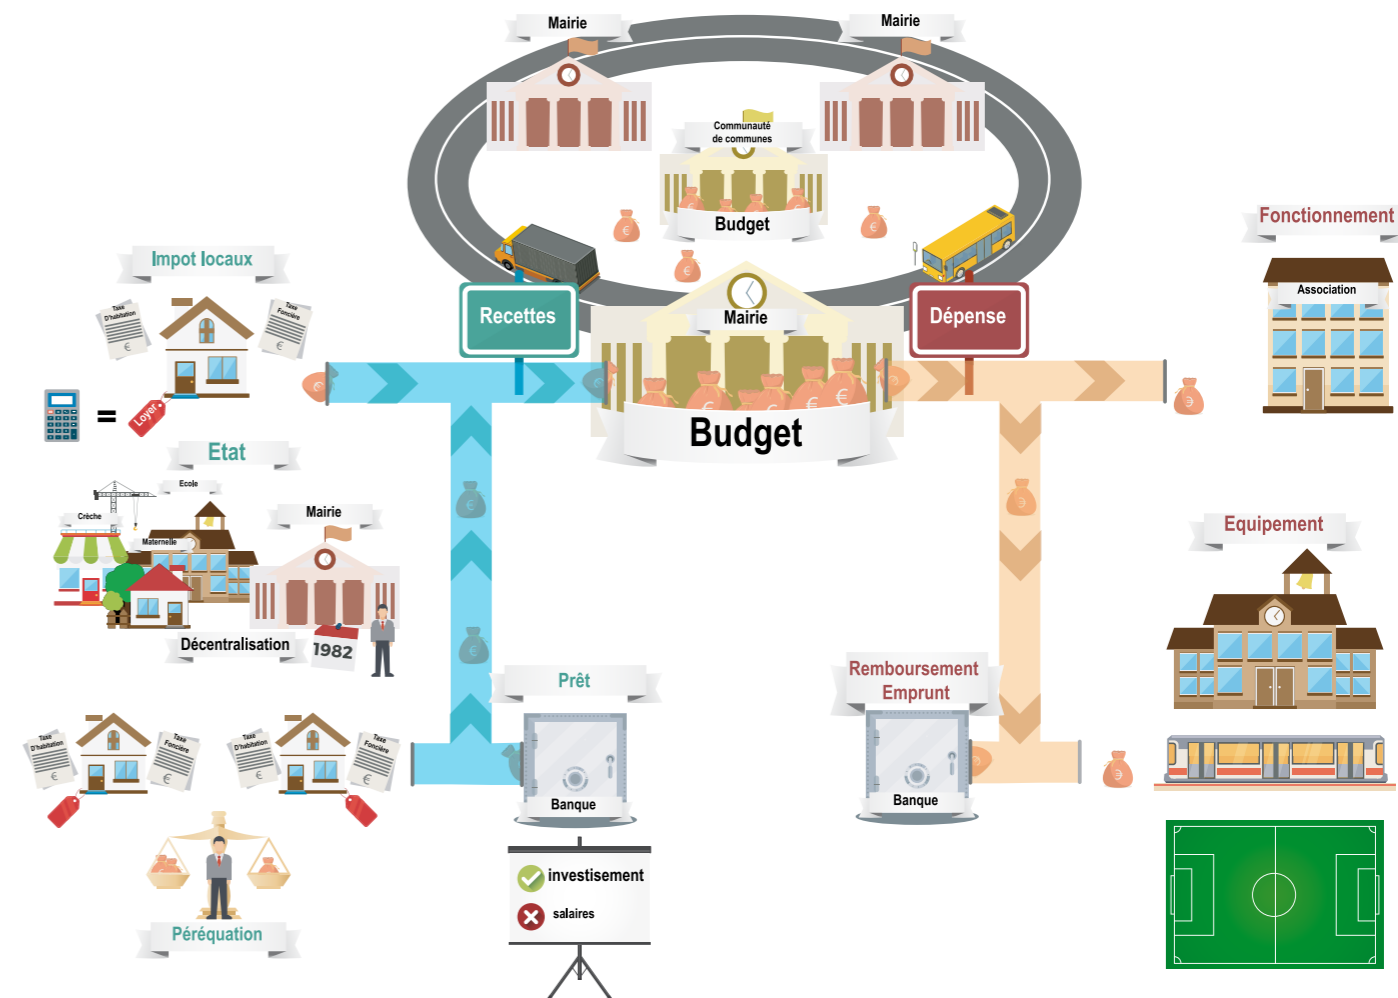 Mairie
Mairie
Communauté
de communes
Budget
Fonctionnement
Impot locaux
Association
Taxe
D'habitation
€
Taxe
Foncière
€
Recettes
Mairie
Dépense
Loyer
=
Budget
Etat
Ecole
Crèche
Mairie
Maternelle
Equipement
Décentralisation
1982
Prêt
Remboursement
Emprunt
Taxe
D'habitation
Taxe
Foncière
€
Taxe
D'habitation
€
Taxe
Foncière
€
Banque
Banque
investisement
salaires
Péréquation